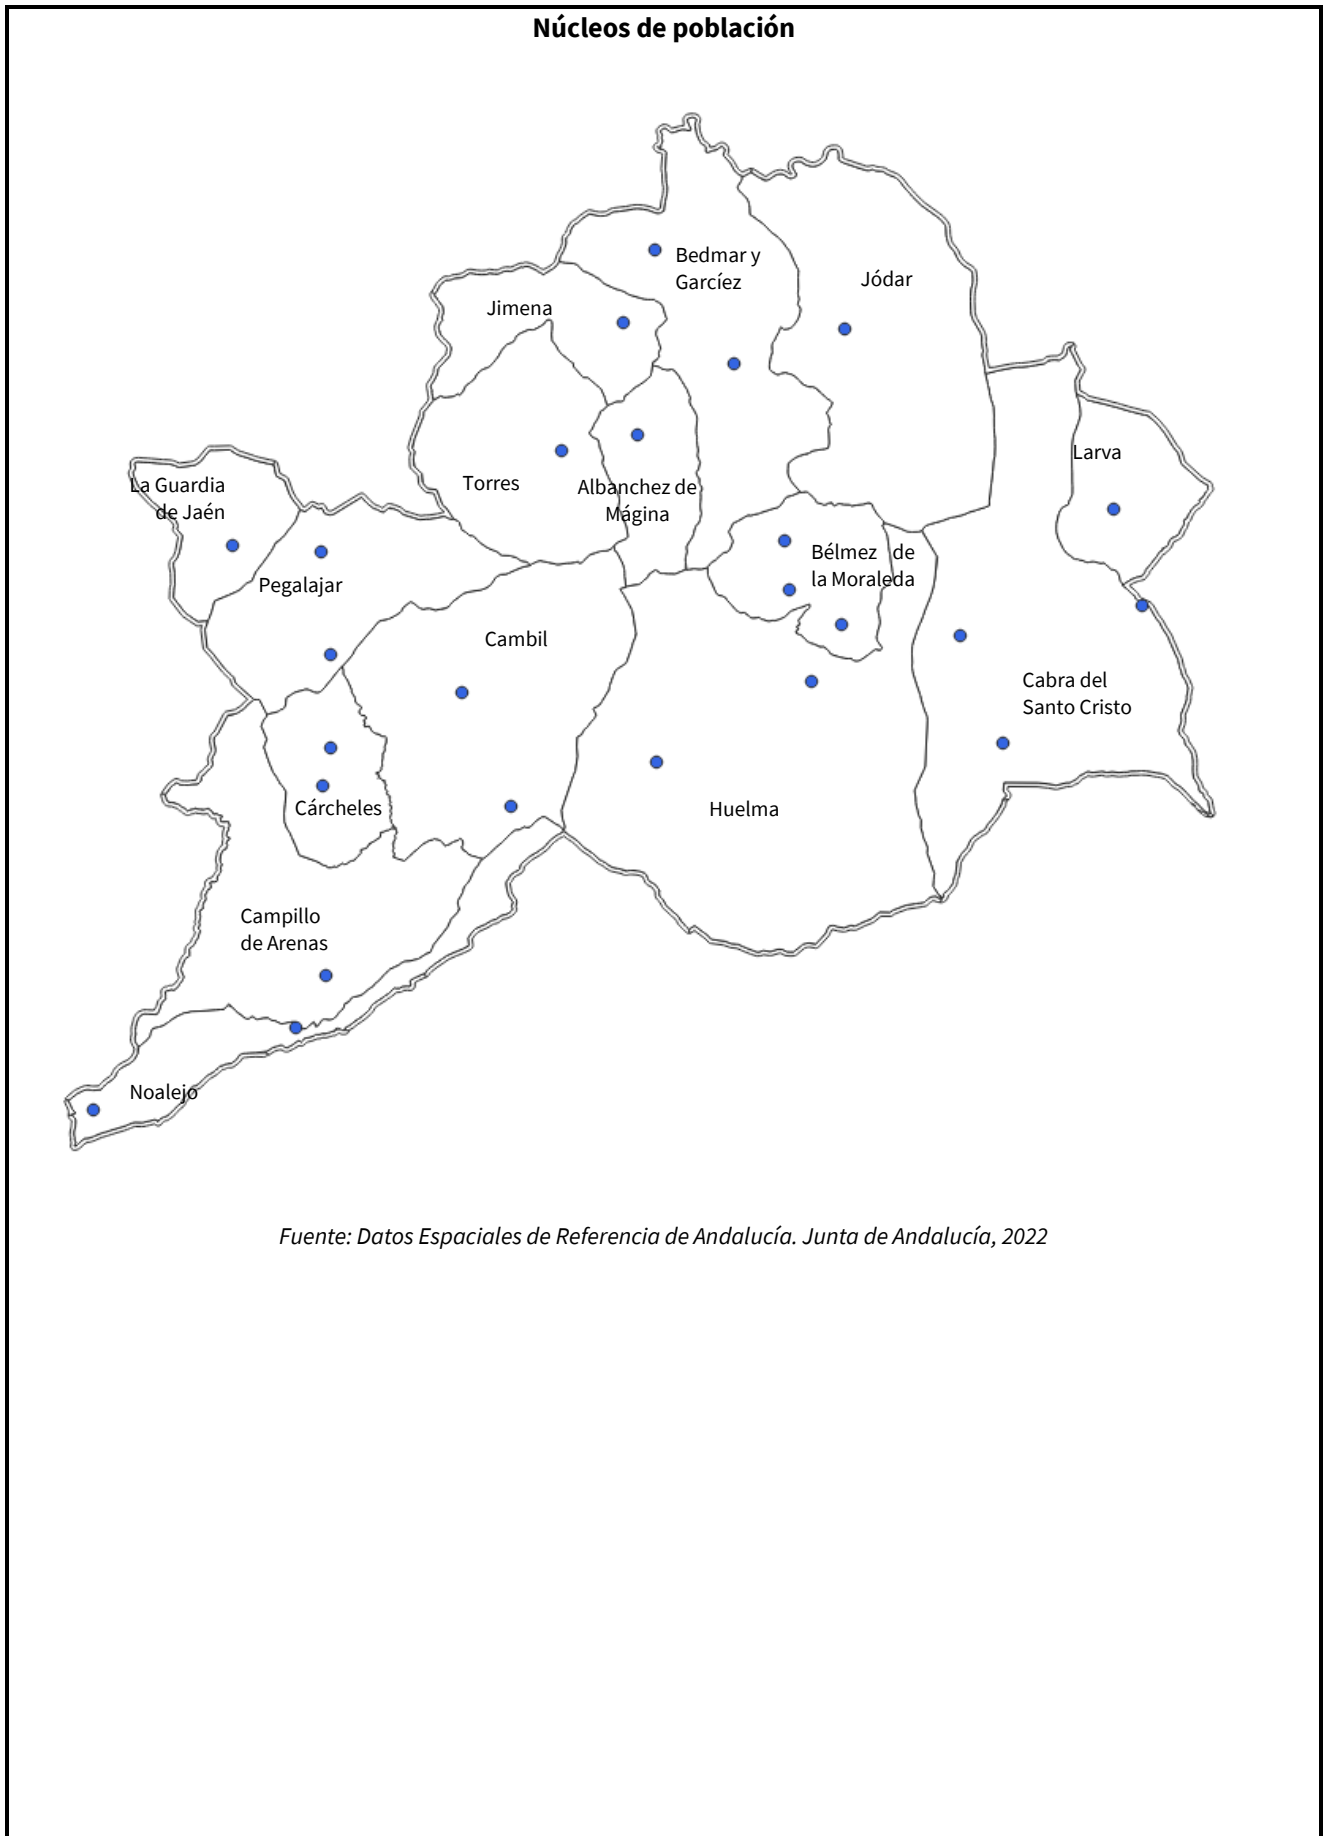 Núcleos de población
Bedmar y
Garcíez
Jódar
Jimena
Larva
Torres
Albanchez de
Mágina
La Guardia
de Jaén
Pegalajar
Bélmez de
la Moraleda
Cambil
Cabra del
Santo Cristo
Cárcheles
Huelma
Campillo
de Arenas
Noalejo
Fuente: Datos Espaciales de Referencia de Andalucía. Junta de Andalucía, 2022